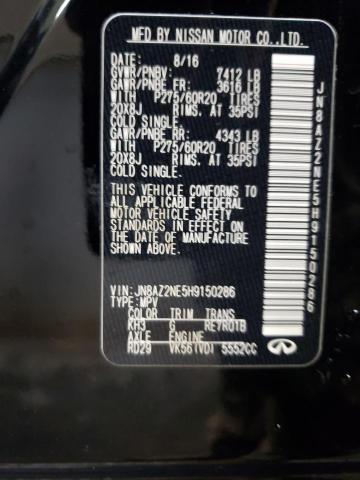 MFD BY NISSAN MOTOR CO.,LTD.
DATE: 8/16
GVWR/PNBV: 7412 LB
GAWR/PNBE FR: 3616 LB
WITH P275/60R20 TIRES
20X8J RIMS. AT 35PSI
COLD SINGLE.
GAWR/PNBE RR: 4343 LB
WITH P275/60R20 TIRES
20X8J RIMS. AT 35PSI
COLD SINGLE.
THIS VEHICLE CONFORMS TO
ALL APPLICABLE FEDERAL
MOTOR VEHICLE SAFETY
STANDARDS IN EFFECT ON
THE DATE OF MANUFACTURE
SHOWN ABOVE.
VIN: JN8AZ2NE5H9150286
TYPE: MPV
COLOR TRIM TRANS
KH3 G RE7R01B
AXLE ENGINE
RD29 VK56(VD) 5552CC
INFINITI
JN8AZ2NE5H9150286